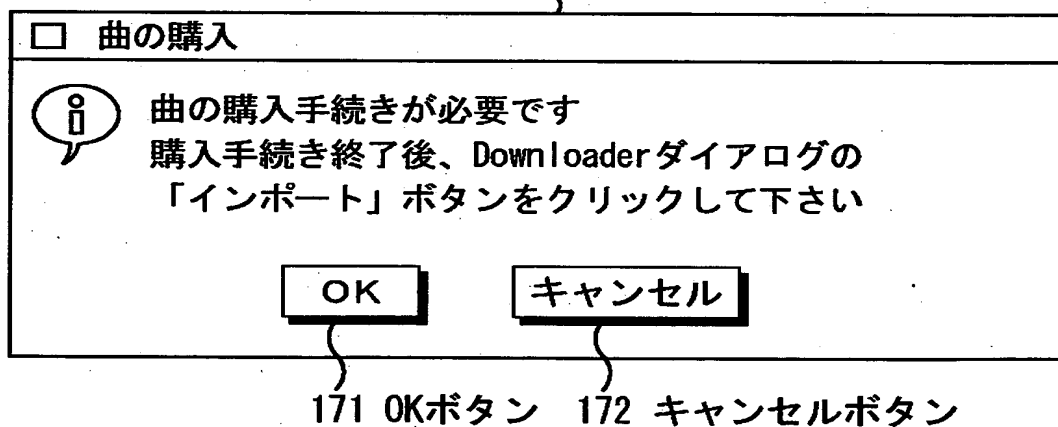 曲の購入
曲の購入手続きが必要です
購入手続き終了後、Downloaderダイアログの
「インポート」ボタンをクリックして下さい
OK キャンセル
171 OKボタン 172 キャンセルボタン